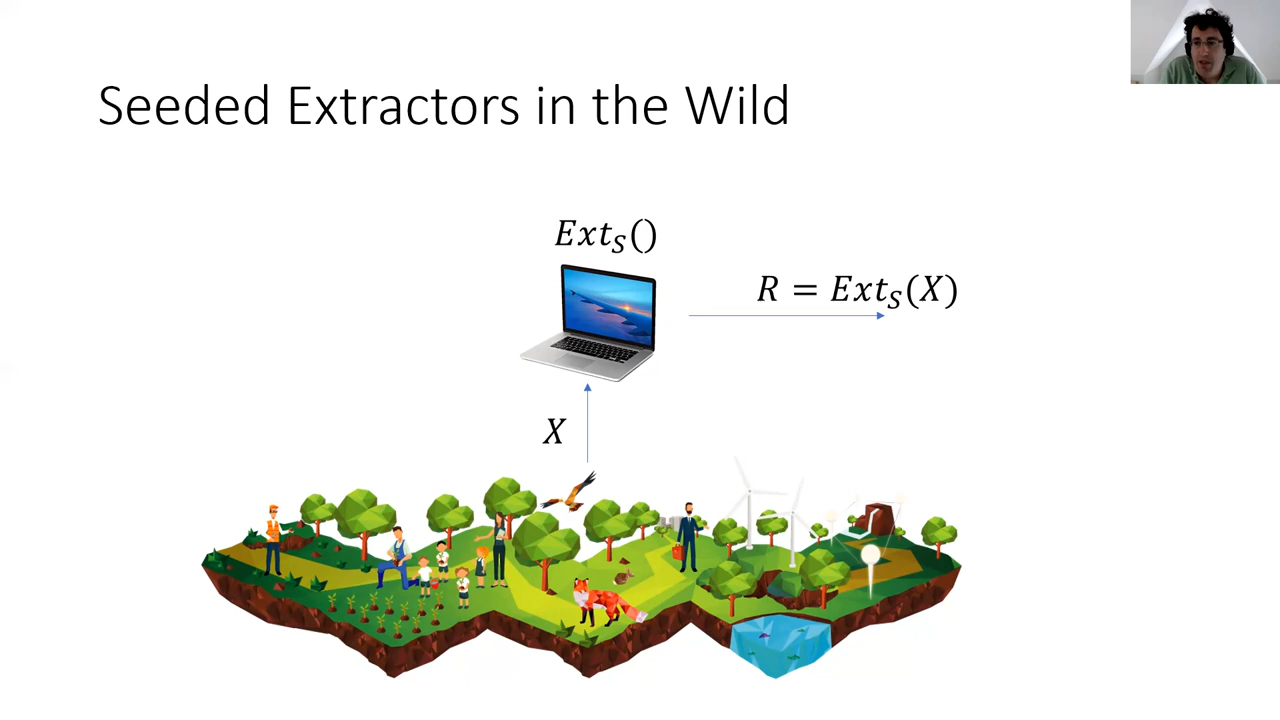 Seeded Extractors in the Wild
Ext_S()
R = Ext_S(X)
X